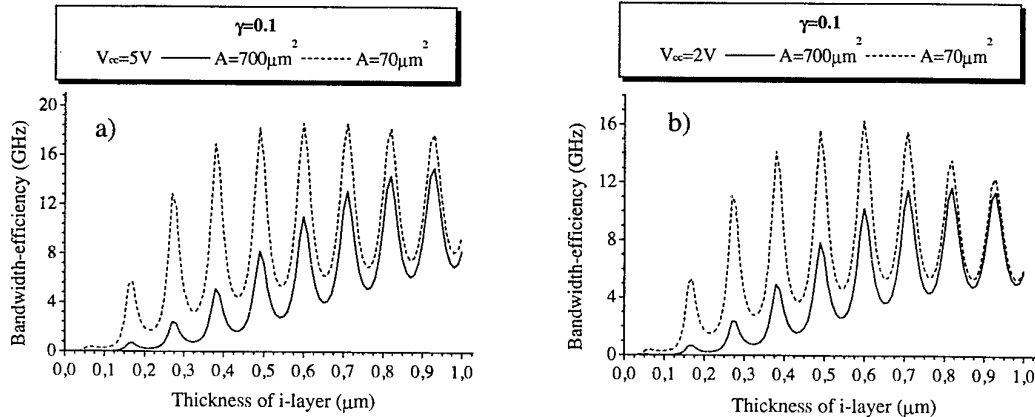 γ=0.1
V_cc=5V A=700μm² A=70μm²
a)
Bandwidth-efficiency (GHz)
20
16
12
8
4
0
0,0 0,1 0,2 0,3 0,4 0,5 0,6 0,7 0,8 0,9 1,0
Thickness of i-layer (μm)
γ=0.1
V_cc=2V A=700μm² A=70μm²
b)
Bandwidth-efficiency (GHz)
16
12
8
4
0
0,0 0,1 0,2 0,3 0,4 0,5 0,6 0,7 0,8 0,9 1,0
Thickness of i-layer (μm)